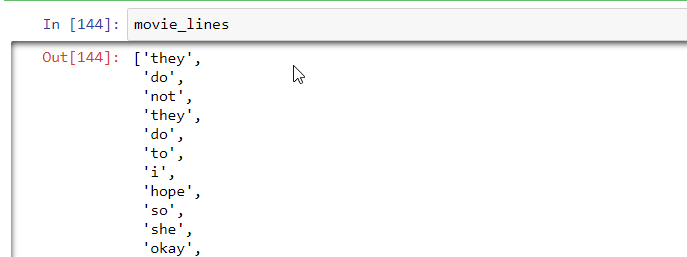 In [144]: movie_lines
Out[144]: ['they',
'do',
'not',
'they',
'do',
'to',
'i',
'hope',
'so',
'she',
'okay',